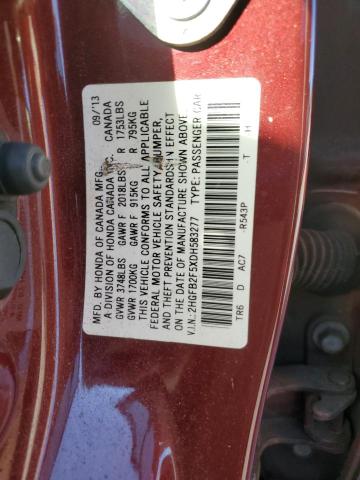 MFD. BY HONDA OF CANADA MFG. 09/13
A DIVISION OF HONDA CANADA INC. CANADA
GVWR 3748LBS GAWR F 2018LBS R 1753LBS
GVWR 1700KG GAWR F 915KG R 795KG
THIS VEHICLE CONFORMS TO ALL APPLICABLE
FEDERAL MOTOR VEHICLE SAFETY, BUMPER,
AND THEFT PREVENTION STANDARDS IN EFFECT
ON THE DATE OF MANUFACTURE SHOWN ABOVE.
V.I.N.: 2HGFB2F5XDH583277 TYPE: PASSENGER CAR
TR6 D AC7 R543P -T H